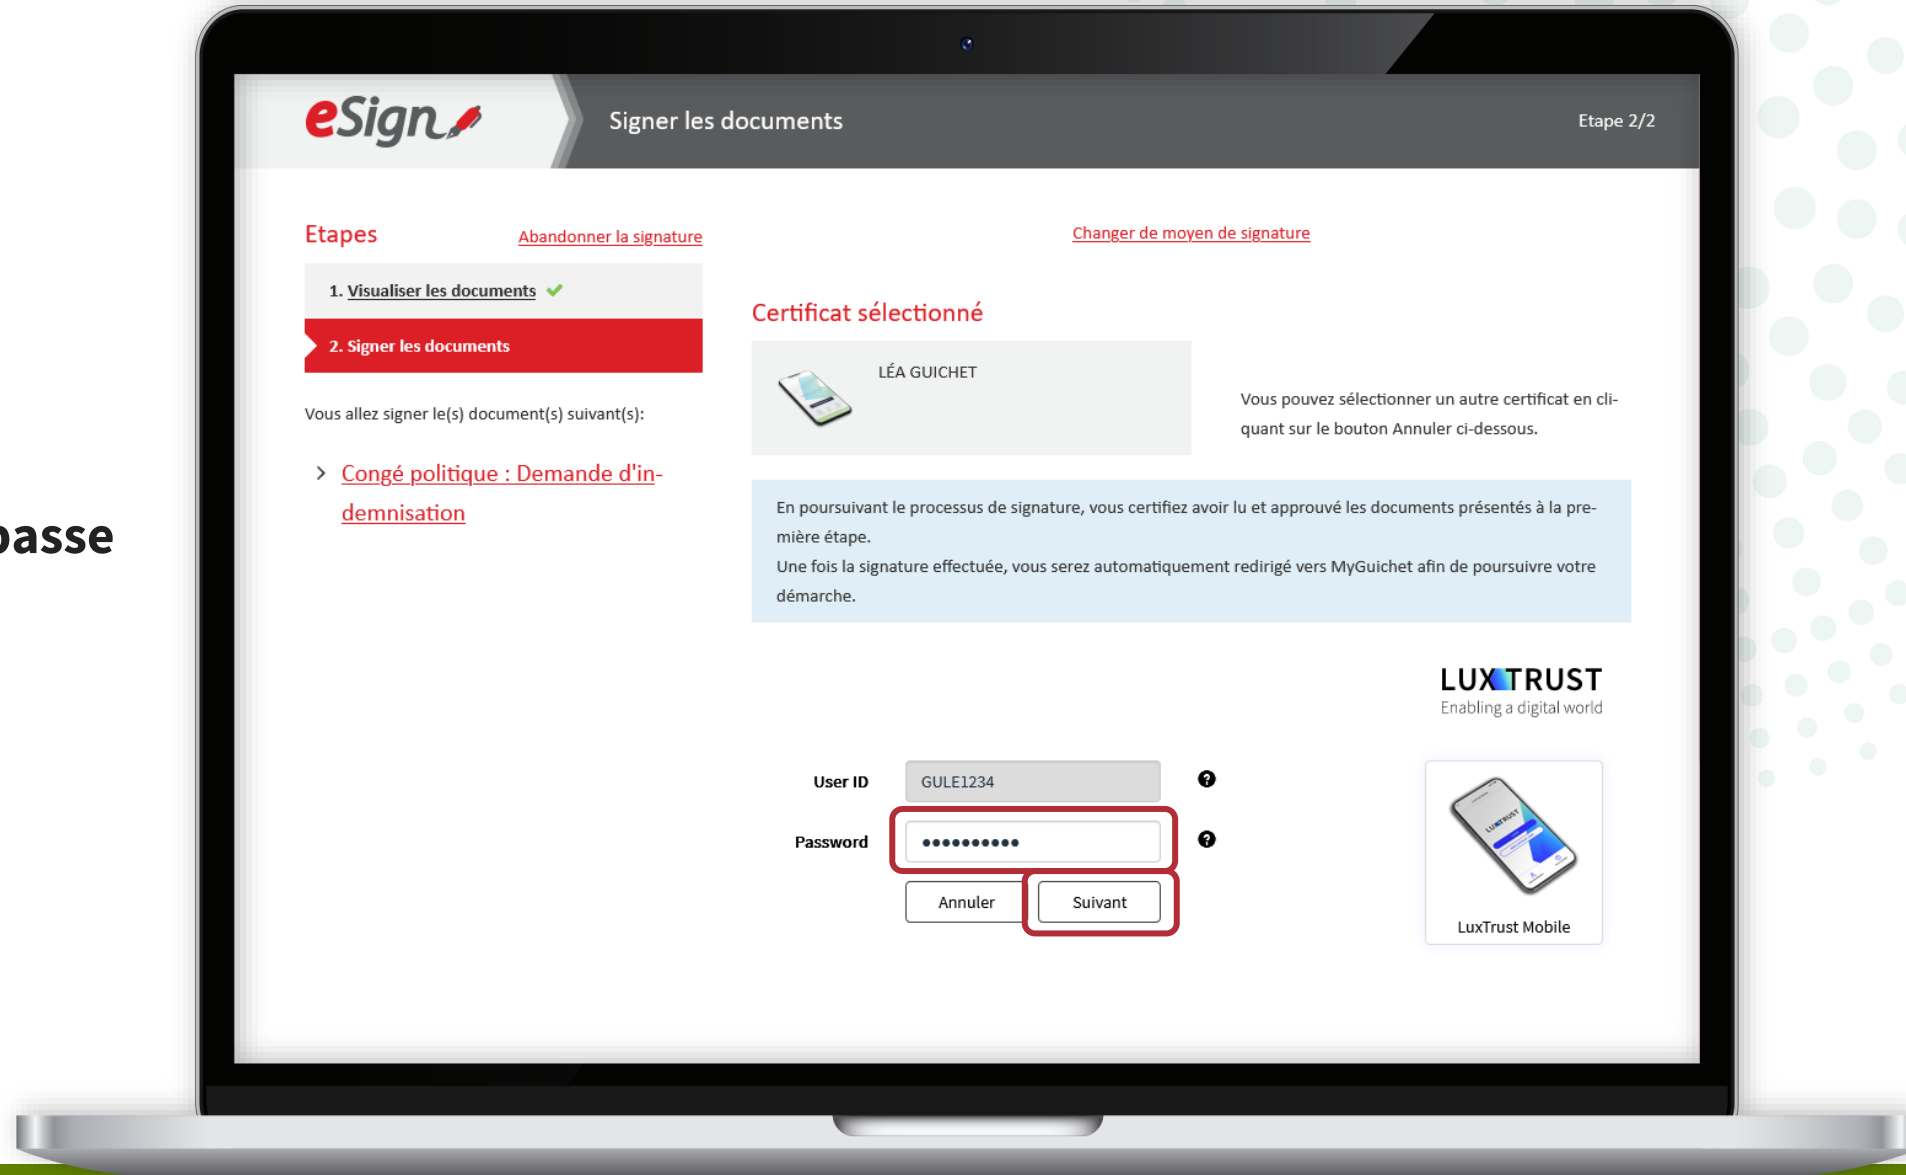 eSign
Signer les documents
Etape 2/2
Etapes
Abandonner la signature
Changer de moyen de signature
1. Visualiser les documents
2. Signer les documents
Vous allez signer le(s) document(s) suivant(s):
Congé politique : Demande d'in-
demnisation
passe
Certificat sélectionné
LÉA GUICHET
Vous pouvez sélectionner un autre certificat en cli-
quant sur le bouton Annuler ci-dessous.
En poursuivant le processus de signature, vous certifiez avoir lu et approuvé les documents présentés à la pre-
mière étape.
Une fois la signature effectuée, vous serez automatiquement redirigé vers MyGuichet afin de poursuivre votre
démarche.
LUXTRUST
Enabling a digital world
User ID
GULE1234
Password
••••••••••
Annuler
Suivant
LUXTRUST
LuxTrust Mobile